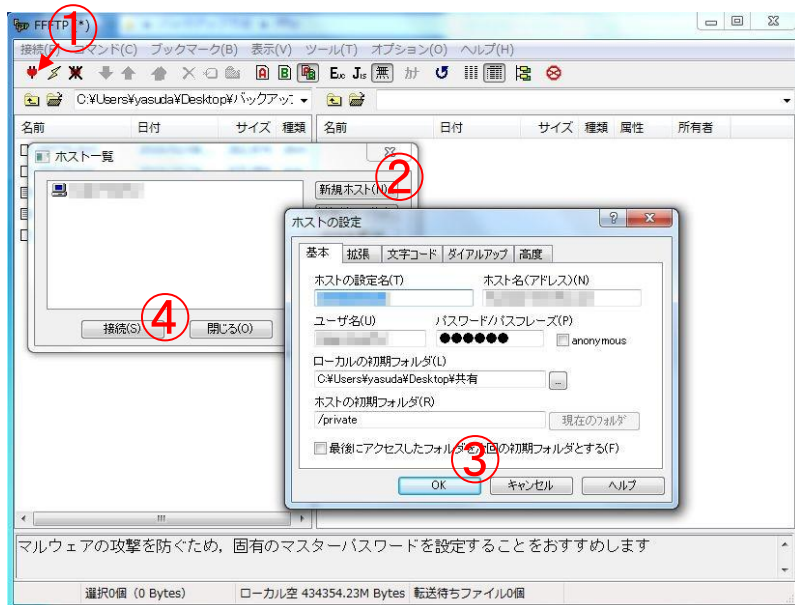 FFFTP (*)
①
接続(F) コマンド(C) ブックマーク(B) 表示(V) ツール(T) オプション(O) ヘルプ(H)
A B Euc JIS 無 ｶﾅ
C:¥Users¥yasuda¥Desktop¥バックアップ
名前 日付 サイズ 種類 名前 日付 サイズ 種類 属性 所有者
ホスト一覧
新規ホスト(N)
②
接続(S)
④
閉じる(O)
ホストの設定
基本 拡張 文字コード ダイアルアップ 高度
ホストの設定名(T) ホスト名(アドレス)(N)
ユーザ名(U) パスワード/パスフレーズ(P)
●●●●●● anonymous
ローカルの初期フォルダ(L)
C:¥Users¥yasuda¥Desktop¥共有 ...
ホストの初期フォルダ(R)
/private 現在のフォルダ
最後にアクセスしたフォルダを次回の初期フォルダとする(F)
③
OK キャンセル ヘルプ
マルウェアの攻撃を防ぐため，固有のマスターパスワードを設定することをおすすめします
選択0個 (0 Bytes) ローカル空 434354.23M Bytes 転送待ちファイル0個